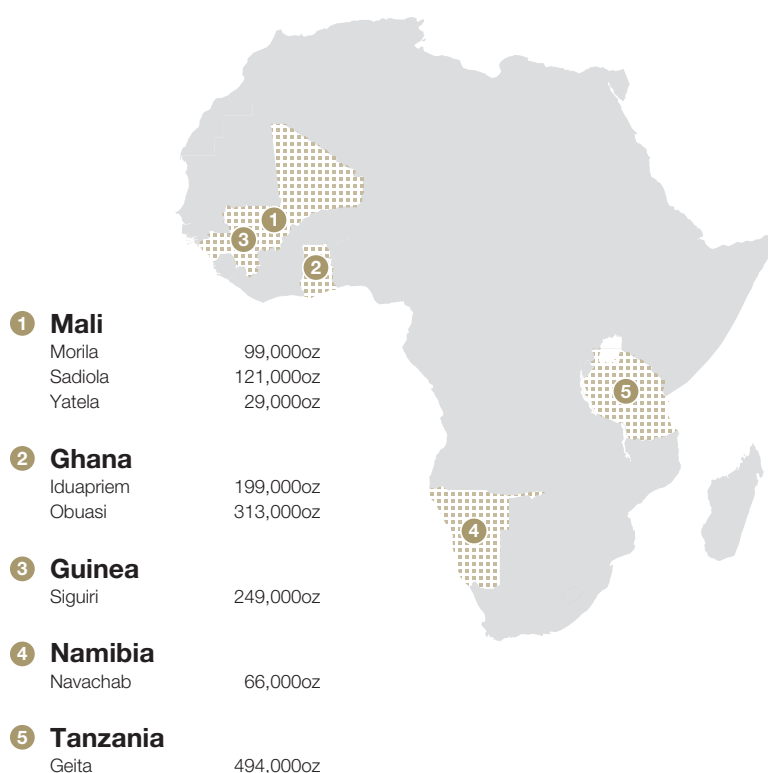 1
3
2
5
4
1 Mali
Morila 99,000oz
Sadiola 121,000oz
Yatela 29,000oz
2 Ghana
Iduapriem 199,000oz
Obuasi 313,000oz
3 Guinea
Siguiri 249,000oz
4 Namibia
Navachab 66,000oz
5 Tanzania
Geita 494,000oz